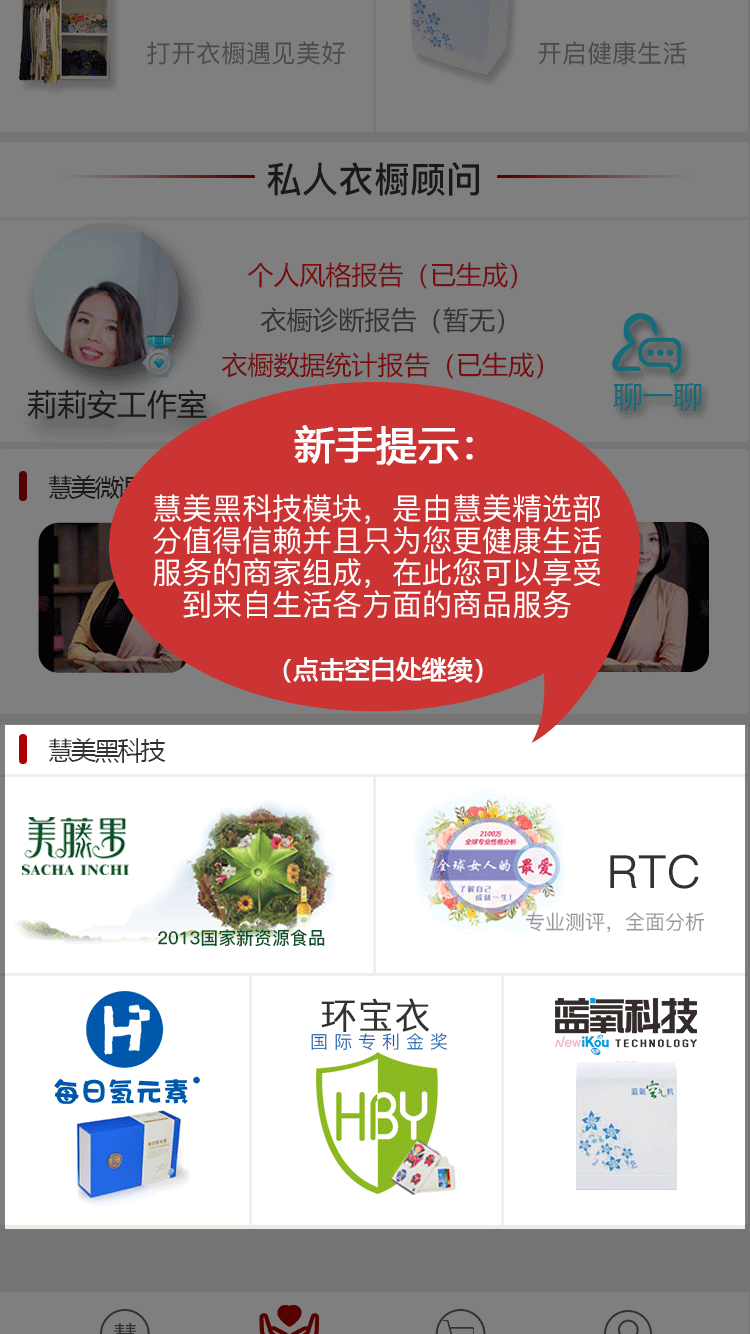 打开衣橱遇见美好
开启健康生活
私人衣橱顾问
个人风格报告（已生成）
衣橱诊断报告（暂无）
衣橱数据统计报告（已生成）
莉莉安工作室
聊一聊
新手提示：
慧美微
慧美黑科技模块，是由慧美精选部
分值得信赖并且只为您更健康生活
服务的商家组成，在此您可以享受
到来自生活各方面的商品服务
（点击空白处继续）
慧美黑科技
美藤果
SACHA INCHI
2013国家新资源食品
2100万
全球专业性格分析
全球女人的最爱
了解自己
成就一生！
RTC
专业测评，全面分析
H
每日氢元素
环宝衣
国际专利金奖
HBY
蓝氧科技
NewiKou TECHNOLOGY
蓝氧空气机
慧